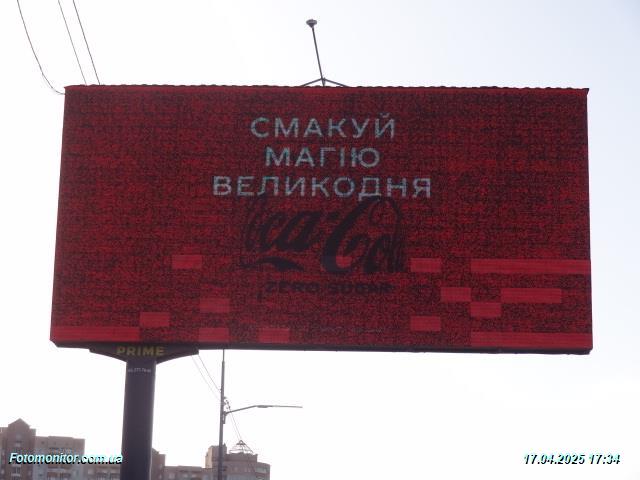 СМАКУЙ
МАГІЮ
ВЕЛИКОДНЯ
Coca-Cola
ZERO SUGAR
PRIME
Fotomonitor.com.ua
17.04.2025 17:34